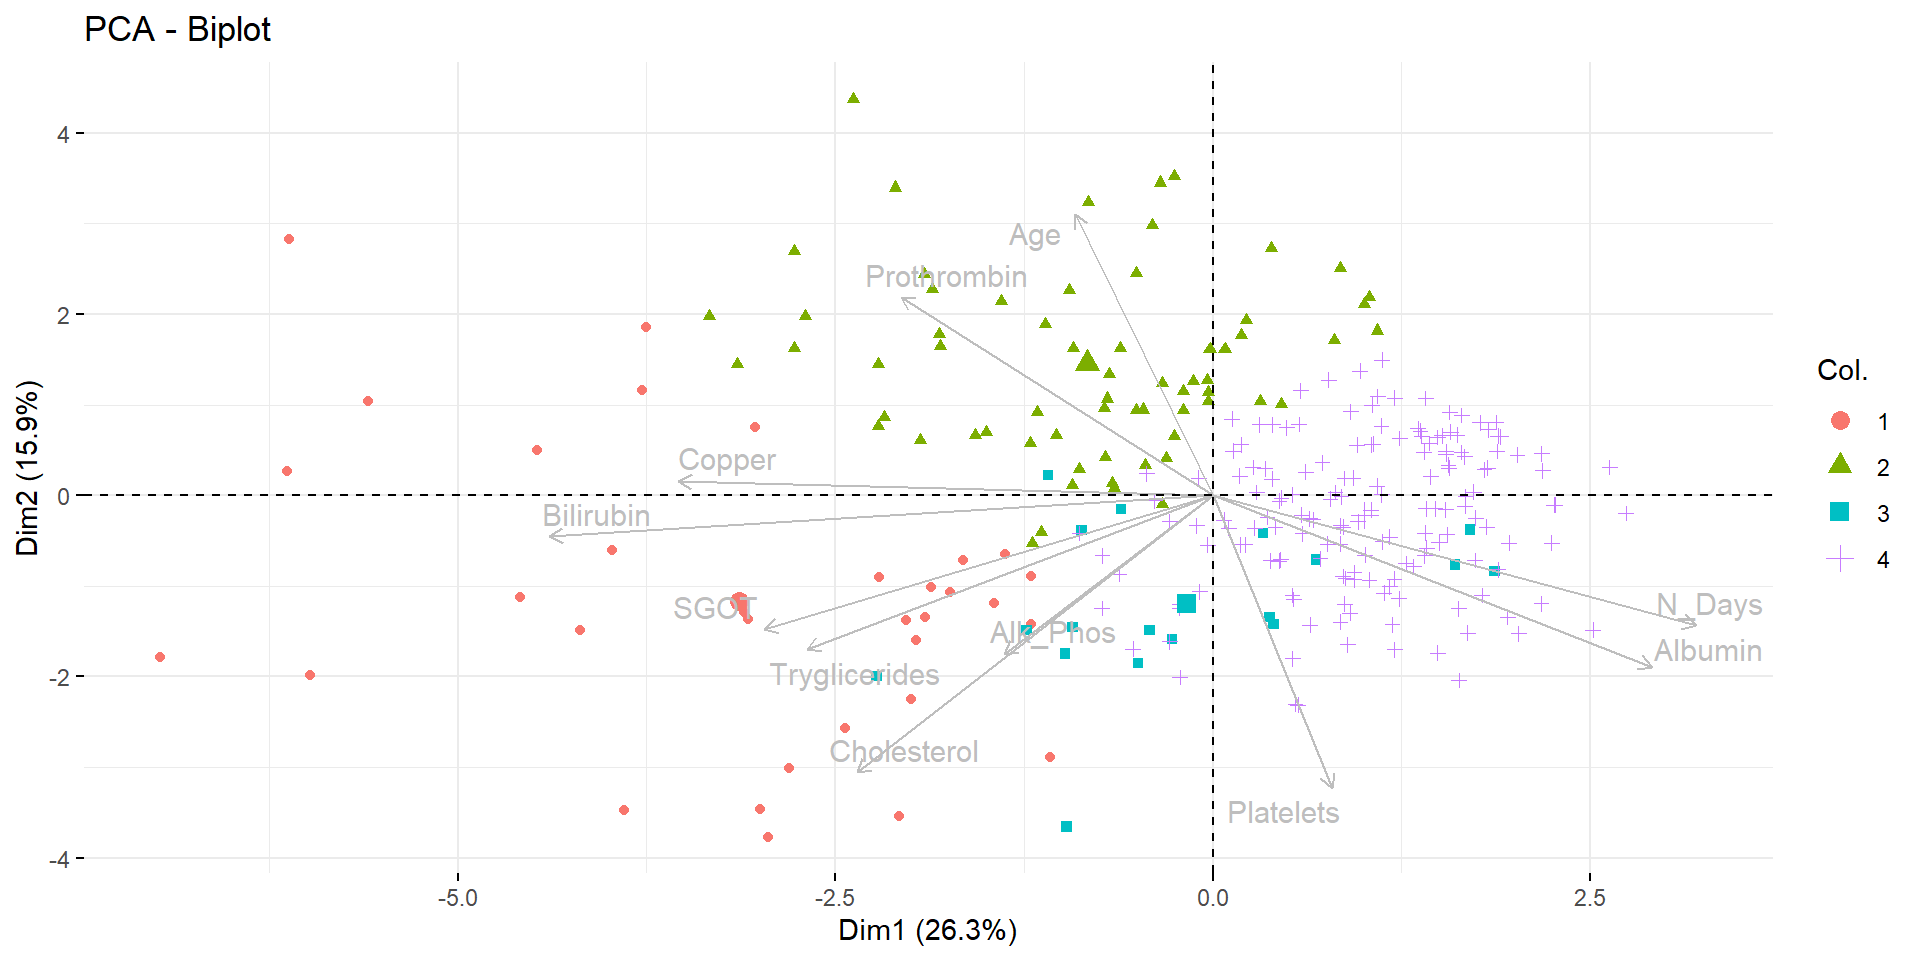 PCA - Biplot
Dim2 (15.9%)
4
2
0
-2
-4
Age
Prothrombin
Copper
Bilirubin
SGOT
Alk_Phos
Tryglicerides
Cholesterol
Platelets
N_Days
Albumin
-5.0
-2.5
0.0
2.5
Dim1 (26.3%)
Col.
1
2
3
4